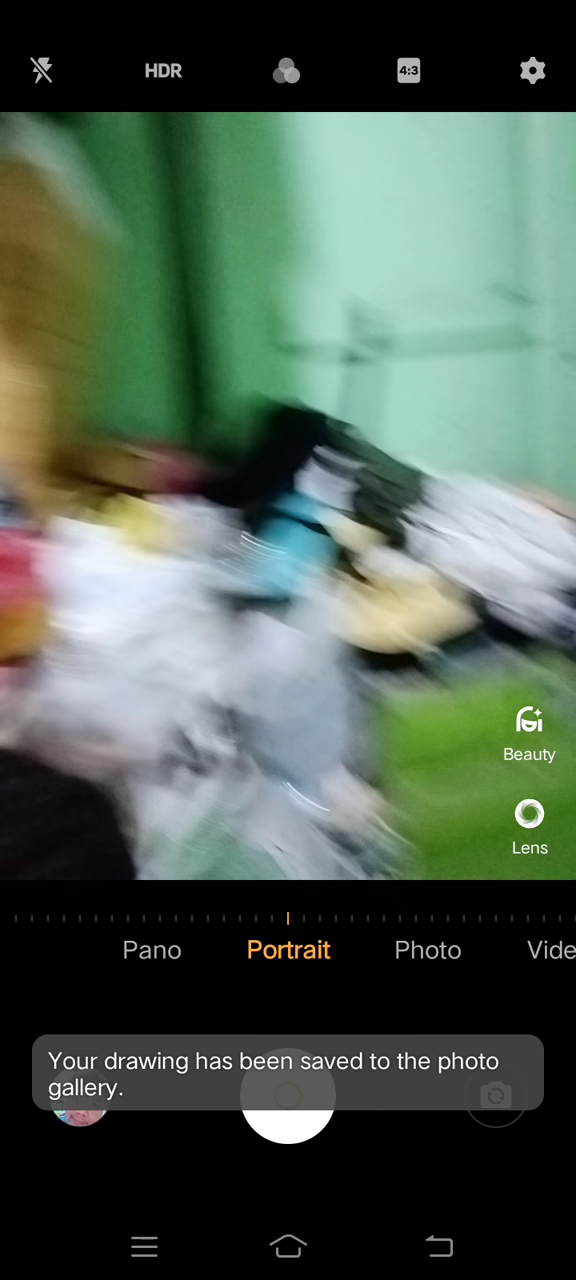 HDR
4:3
Beauty
Lens
Pano
Portrait
Photo
Vide
Your drawing has been saved to the photo
gallery.